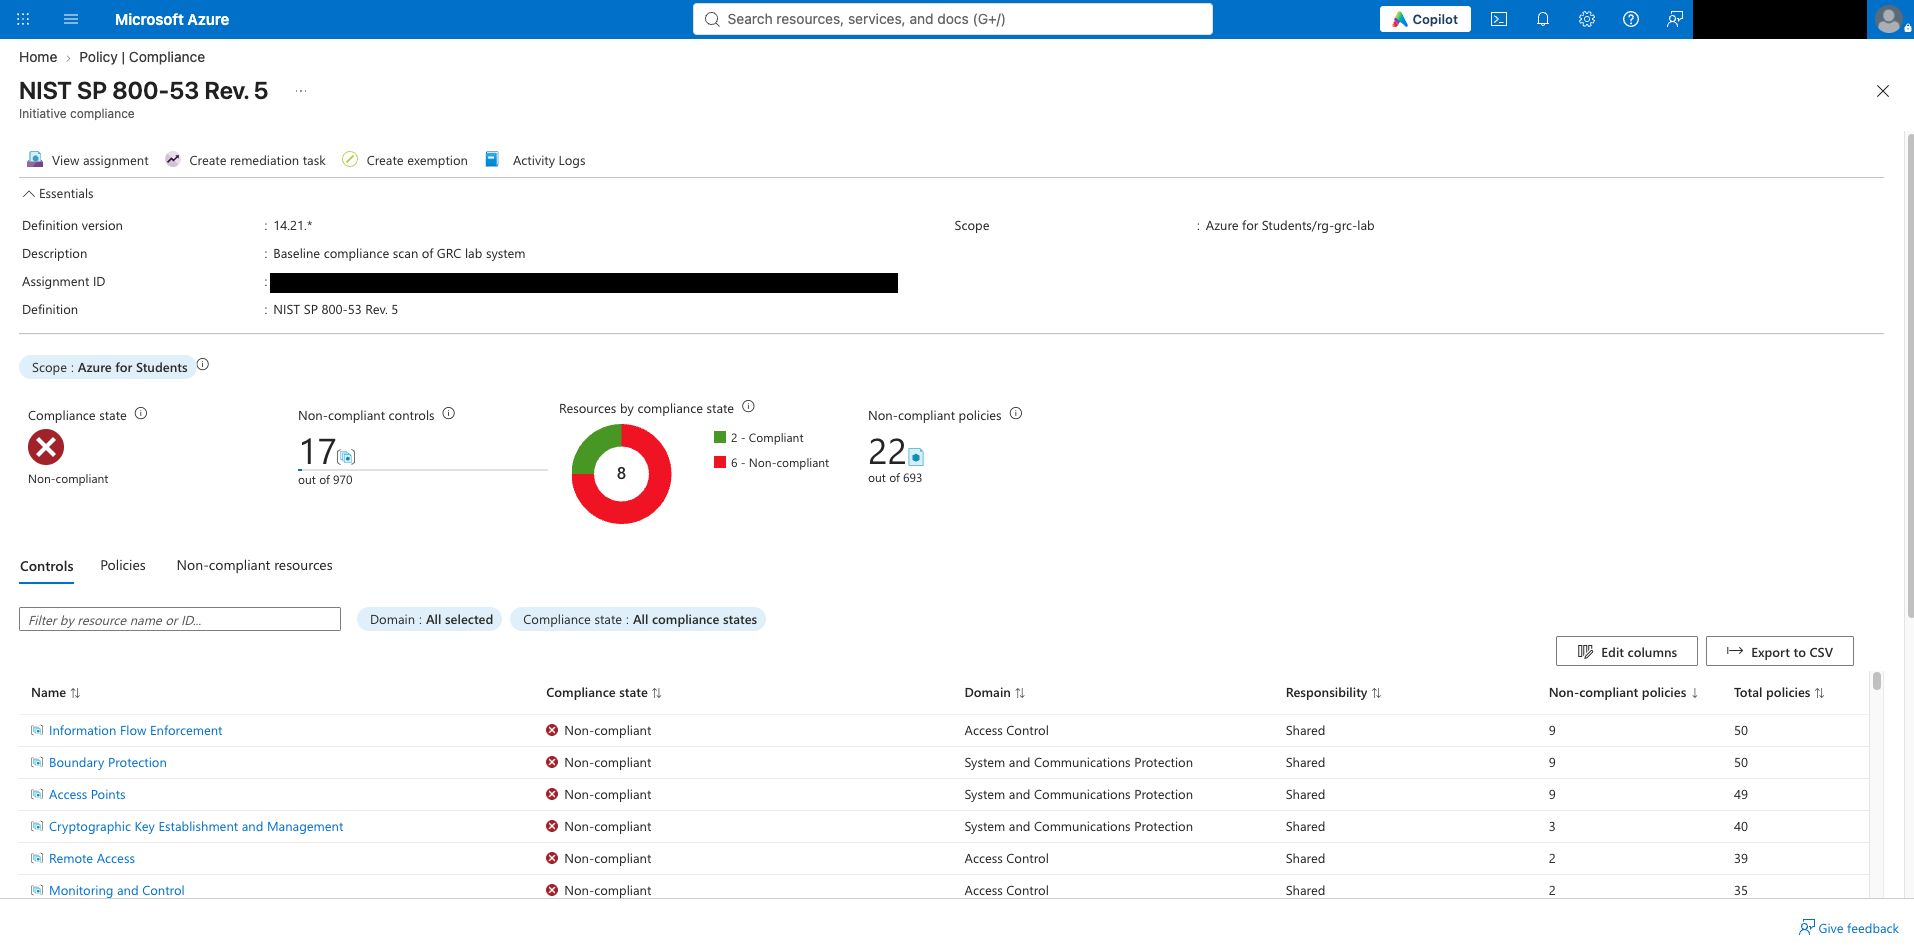 Microsoft Azure
Search resources, services, and docs (G+/)
Copilot
Home > Policy | Compliance
NIST SP 800-53 Rev. 5 ...
Initiative compliance
View assignment Create remediation task Create exemption Activity Logs
Essentials
Definition version : 14.21.* Scope : Azure for Students/rg-grc-lab
Description : Baseline compliance scan of GRC lab system
Assignment ID :
Definition : NIST SP 800-53 Rev. 5
Scope : Azure for Students
Compliance state
Non-compliant
Non-compliant controls
17
out of 970
Resources by compliance state
8
2 - Compliant
6 - Non-compliant
Non-compliant policies
22
out of 693
Controls Policies Non-compliant resources
Filter by resource name or ID...
Domain : All selected
Compliance state : All compliance states
Edit columns
Export to CSV
Name Compliance state Domain Responsibility Non-compliant policies Total policies
Information Flow Enforcement Non-compliant Access Control Shared 9 50
Boundary Protection Non-compliant System and Communications Protection Shared 9 50
Access Points Non-compliant System and Communications Protection Shared 9 49
Cryptographic Key Establishment and Management Non-compliant System and Communications Protection Shared 3 40
Remote Access Non-compliant Access Control Shared 2 39
Monitoring and Control Non-compliant Access Control Shared 2 35
Give feedback